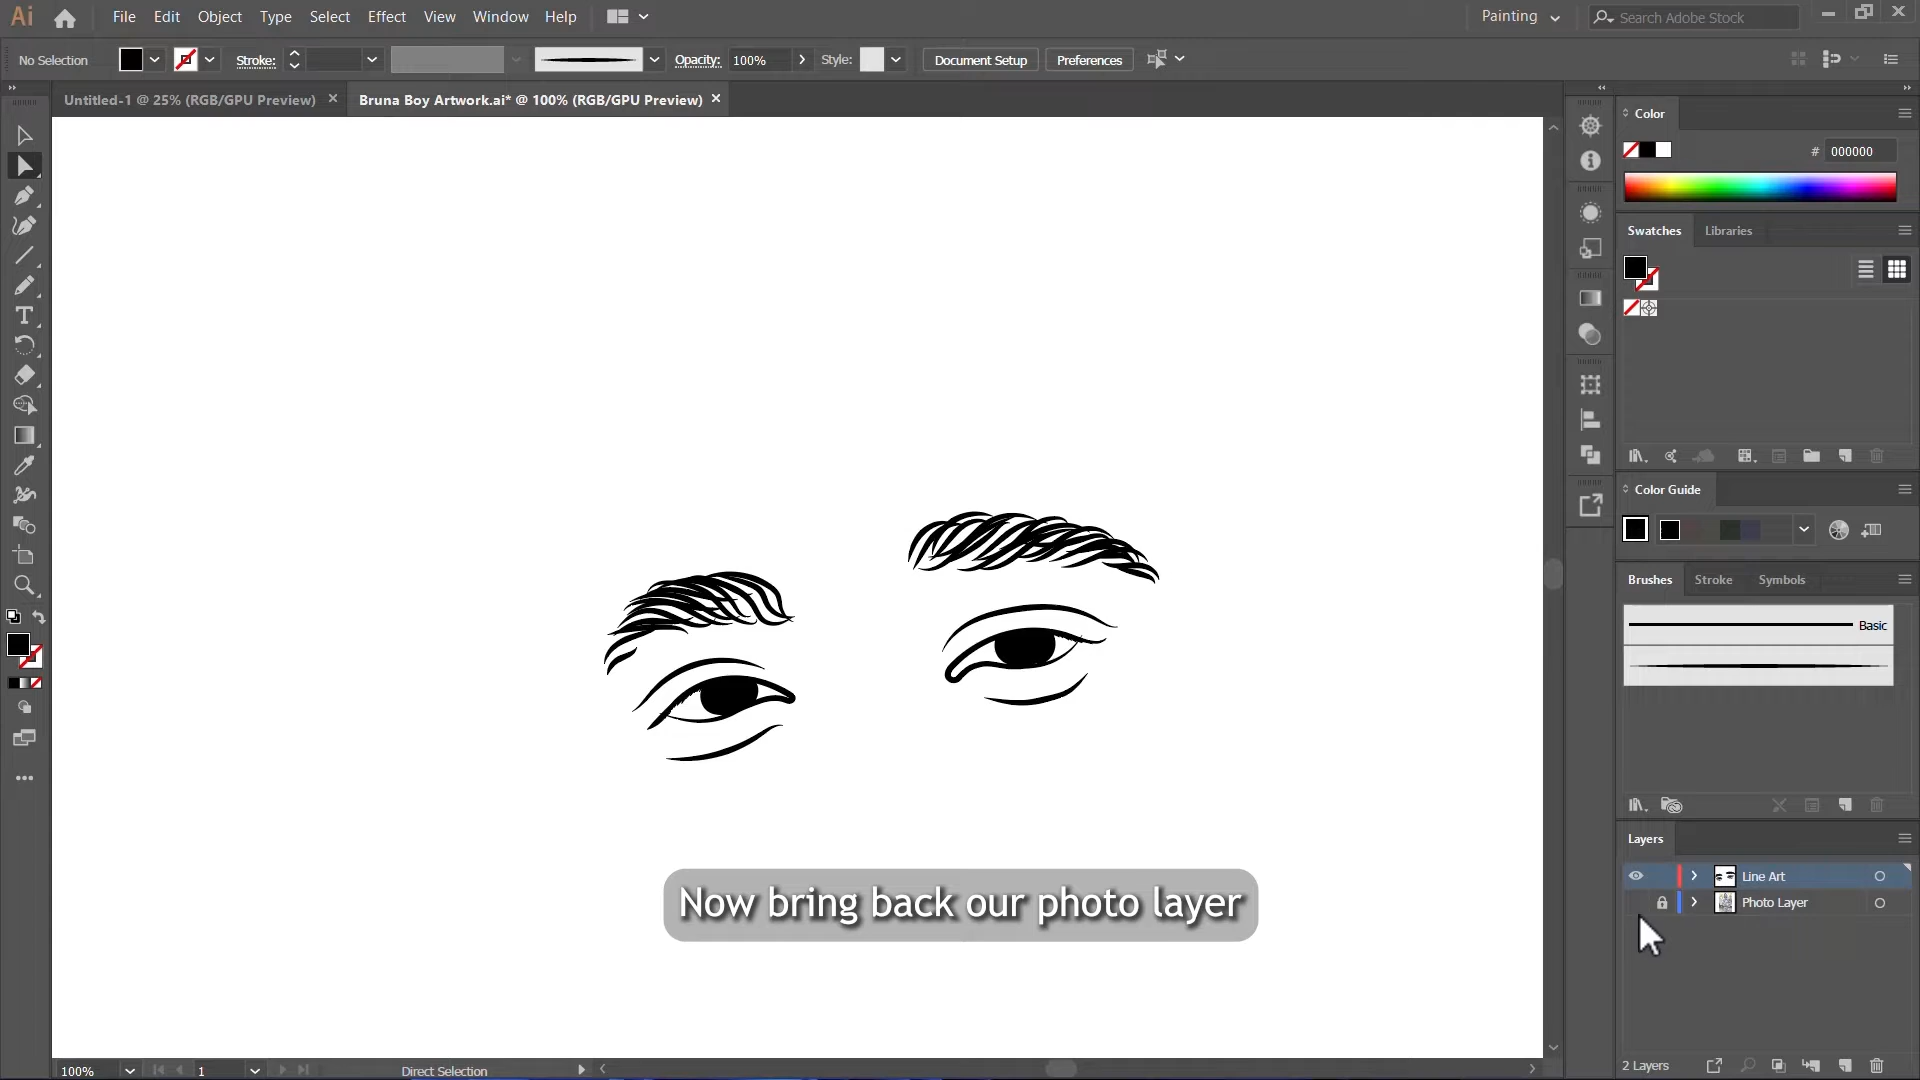 Ai File Edit Object Type Select Effect View Window Help Painting Search Adobe Stock
No Selection Stroke: Opacity: 100% Style: Document Setup Preferences
Untitled-1 @ 25% (RGB/GPU Preview) Bruna Boy Artwork.ai* @ 100% (RGB/GPU Preview)
Color
# 000000
Swatches Libraries
Color Guide
Brushes Stroke Symbols
Basic
Layers
Line Art
Photo Layer
Now bring back our photo layer
2 Layers
100% 1 Direct Selection